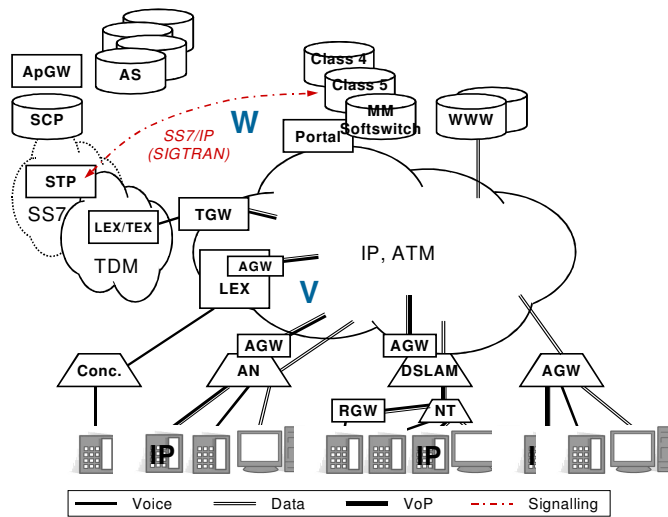 Class 4
ApGW
AS
Class 5
SCP
MM
Softswitch
WWW
W
SS7/IP
(SIGTRAN)
Portal
STP
SS7
TGW
LEX/TEX
TDM
IP, ATM
AGW
LEX
V
AGW
AGW
Conc.
AN
DSLAM
AGW
RGW
NT
IP
IP
I
Voice
Data
VoP
Signalling